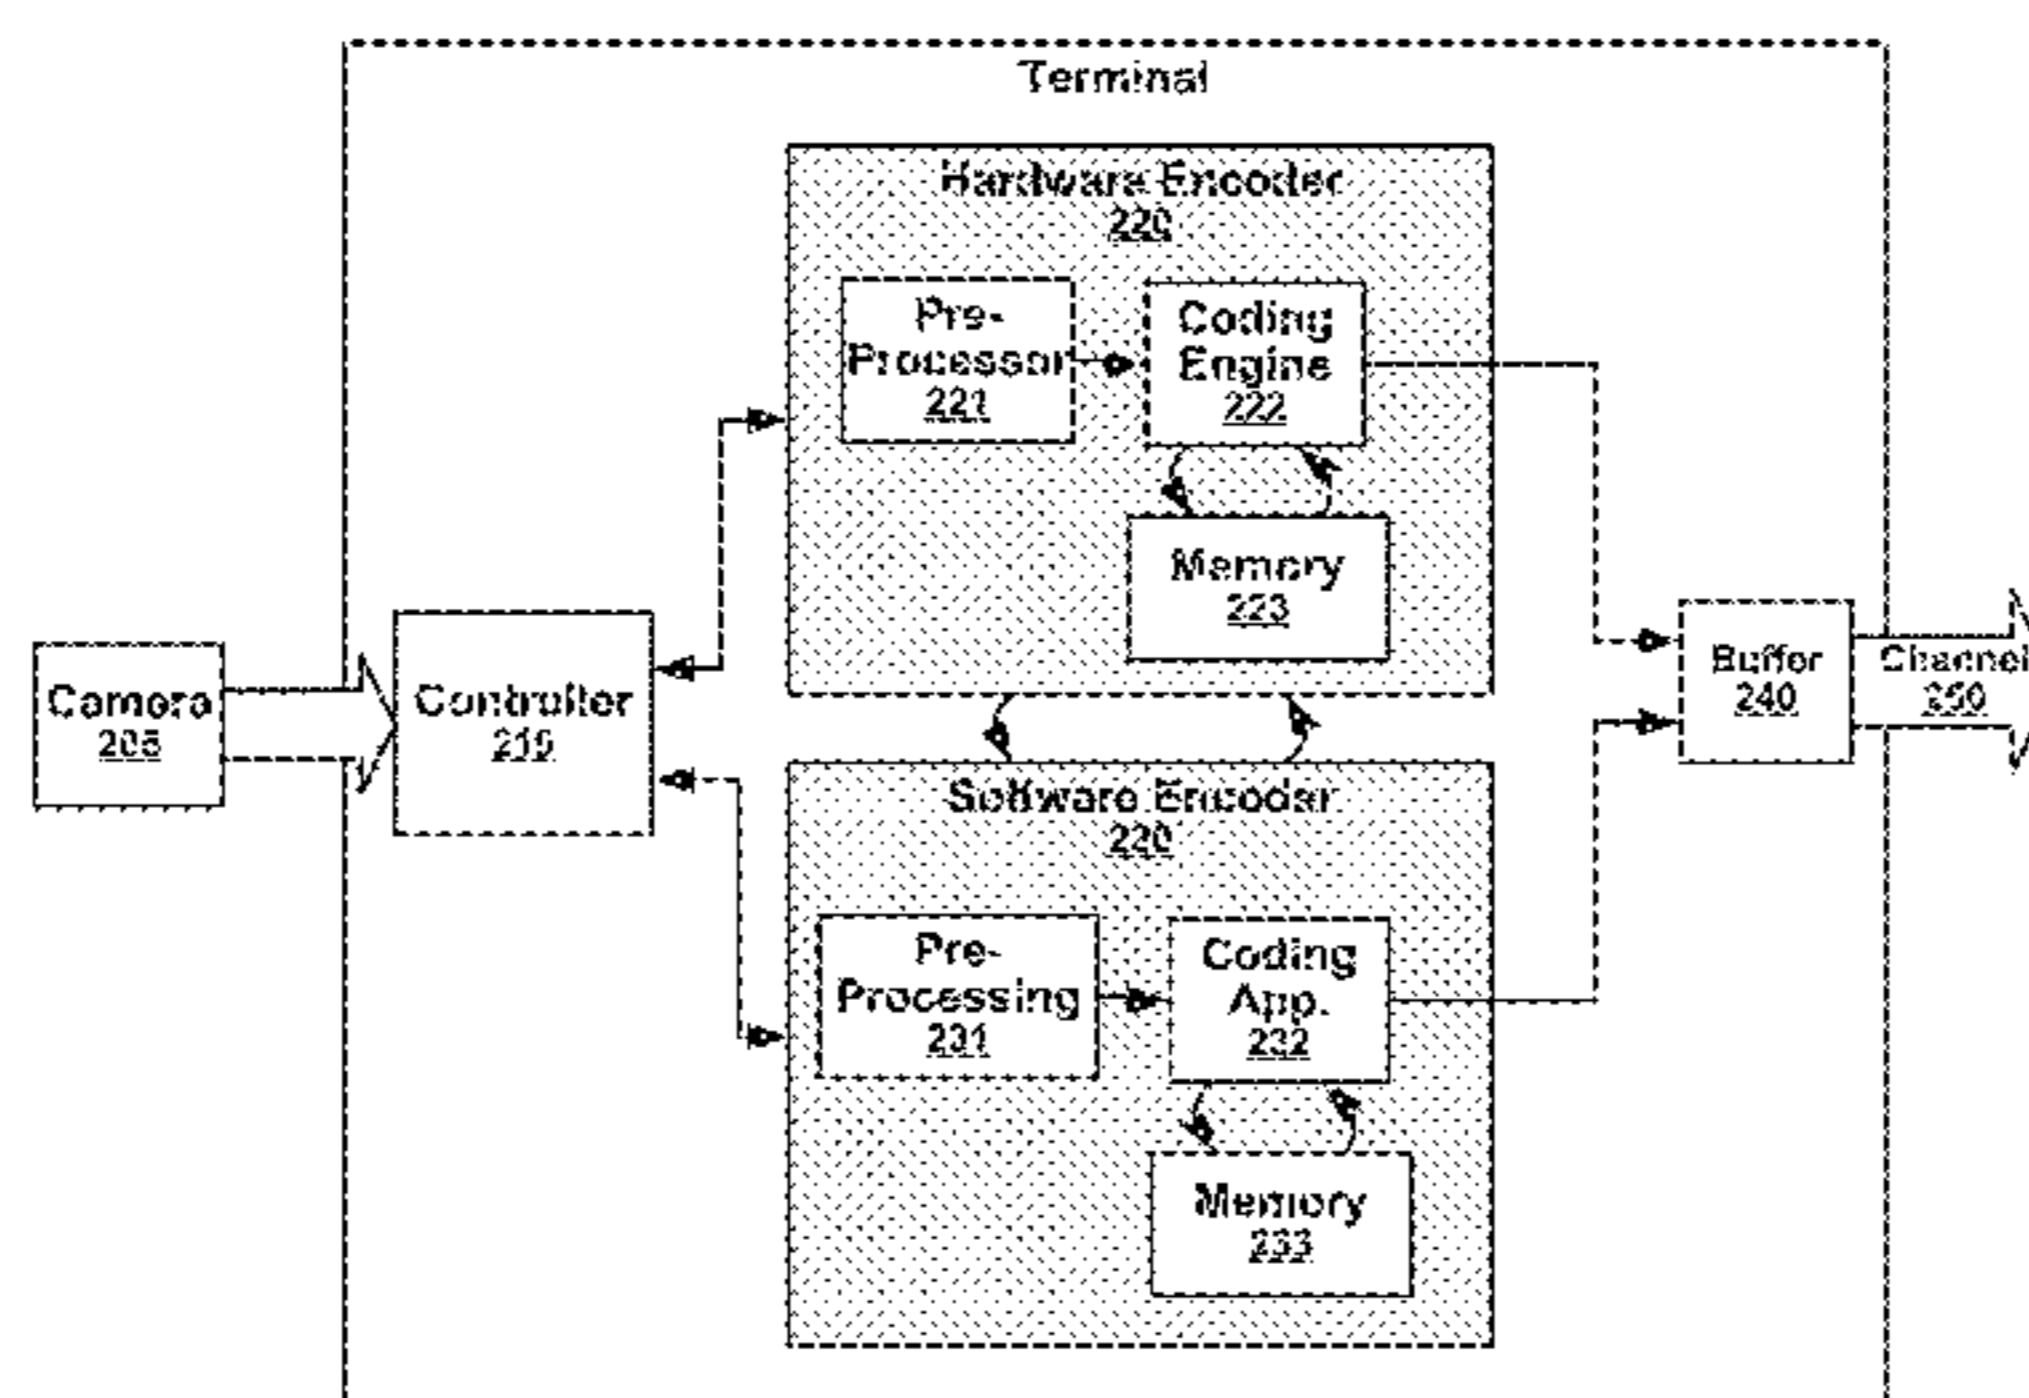 Terminal
Hardware Encoder
220
Pre-
Processor
221
Coding
Engine
222
Memory
223
Camera
205
Controller
210
Buffer
240
Channel
250
Software Encoder
230
Pre-
Processing
231
Coding
App.
232
Memory
233